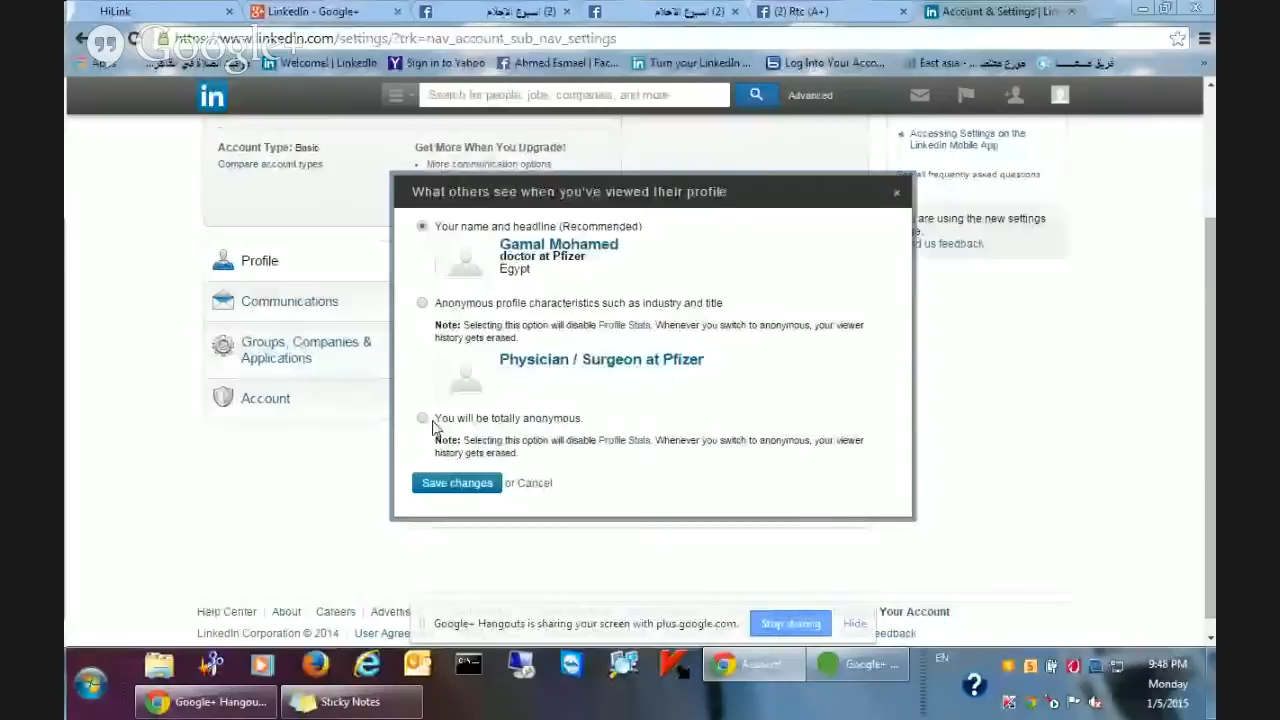 HiLink
LinkedIn - Google+
(2) اسبوع الإعلام
(2) اسبوع الاعلام
(2) Rtc (A+)
Account & Settings | Lin
https://www.linkedin.com/settings/?trk=nav_account_sub_nav_settings
Google+
Welcome! | LinkedIn
Sign in to Yahoo
Ahmed Esmael | Fac...
Turn your LinkedIn ...
Log Into Your Acco...
East asia -
in
Search for people, jobs, companies, and more
Advanced
Account Type: Basic
Compare account types
Get More When You Upgrade!
• More communication options
Accessing Settings on the
LinkedIn Mobile App
all frequently asked questions
are using the new settings
us feedback
What others see when you've viewed their profile
×
Your name and headline (Recommended)
Gamal Mohamed
doctor at Pfizer
Egypt
Anonymous profile characteristics such as industry and title
Note: Selecting this option will disable Profile Stats. Whenever you switch to anonymous, your viewer
history gets erased.
Physician / Surgeon at Pfizer
You will be totally anonymous.
Note: Selecting this option will disable Profile Stats. Whenever you switch to anonymous, your viewer
history gets erased.
Save changes or Cancel
Profile
Communications
Groups, Companies &
Applications
Account
Help Center | About | Careers | Advertis
Your Account
LinkedIn Corporation © 2014 User Agree
eedback
Google+ Hangouts is sharing your screen with plus.google.com.
Stop sharing
Hide
Account
Google+ ...
EN
9:48 PM
Monday
1/5/2015
Google+ Hangou...
Sticky Notes